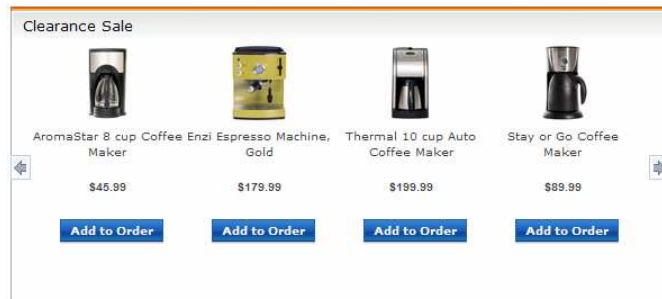 Clearance Sale
AromaStar 8 cup Coffee
Maker
$45.99
Add to Order
Enzi Espresso Machine,
Gold
$179.99
Add to Order
Thermal 10 cup Auto
Coffee Maker
$199.99
Add to Order
Stay or Go Coffee
Maker
$89.99
Add to Order